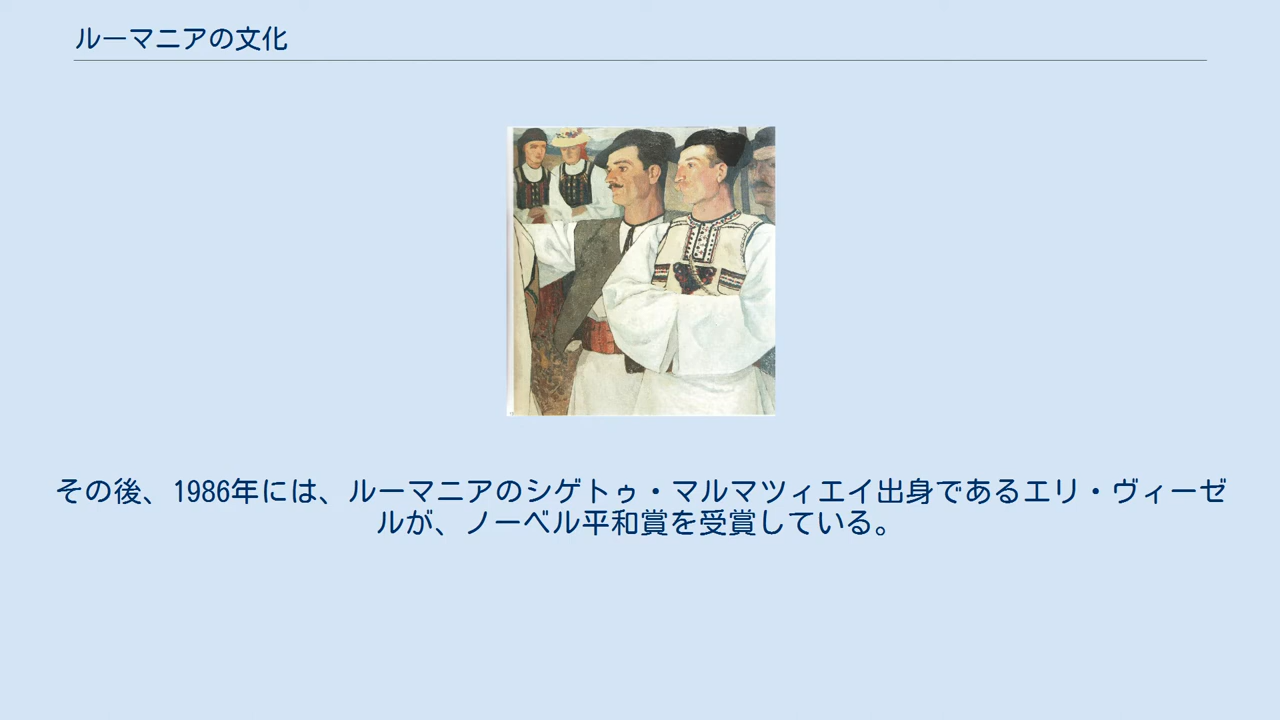 ルーマニアの文化
その後、1986年には、ルーマニアのシゲトゥ・マルマツィエイ出身であるエリ・ヴィーゼ
ルが、ノーベル平和賞を受賞している。